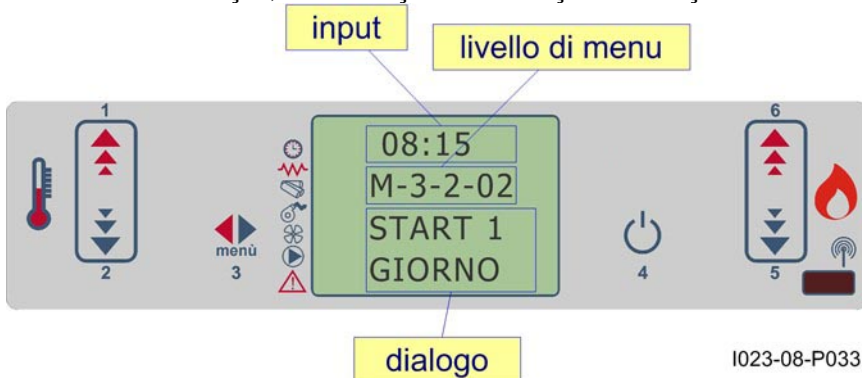 input
livello di menu
1
6
08:15
M-3-2-02
START 1
GIORNO
menù
2
3
4
5
dialogo
I023-08-P033